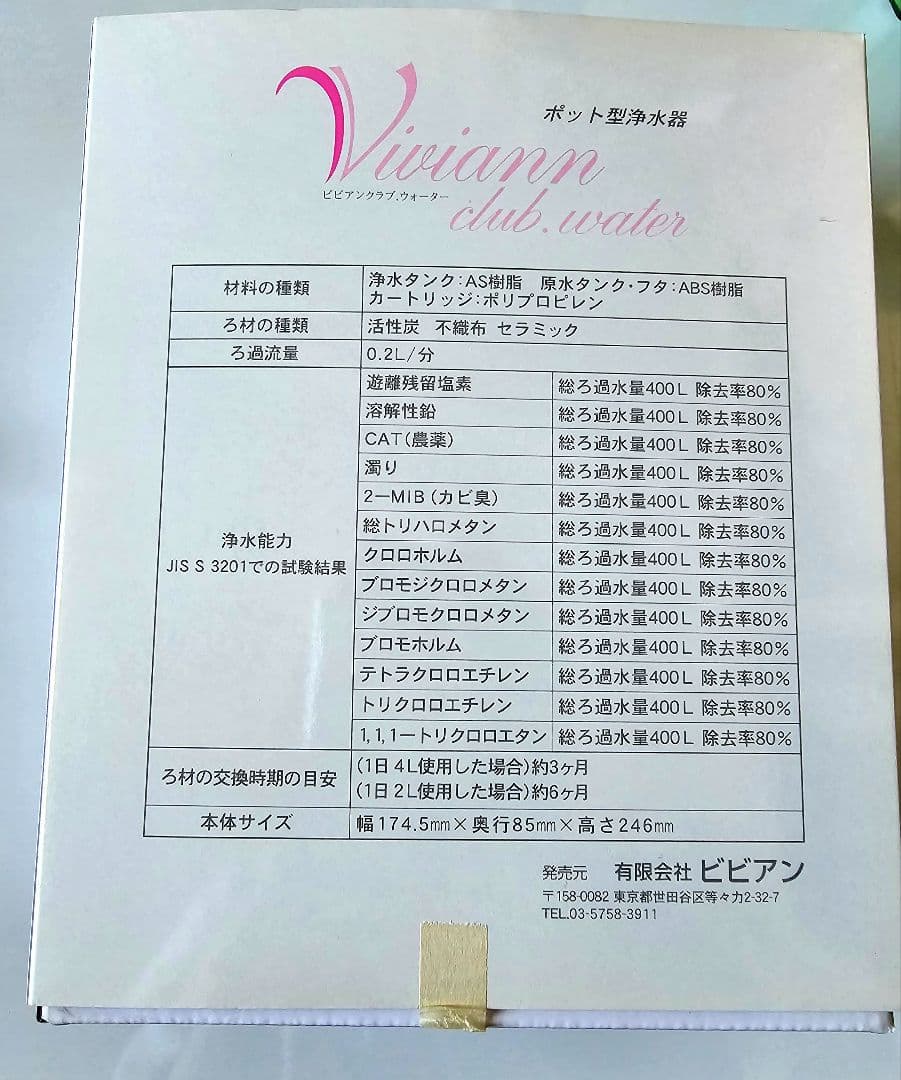 ポット型浄水器
Viviann
ビビアンクラブ.ウォーター
club.water
材料の種類 浄水タンク:AS樹脂 原水タンク・フタ:ABS樹脂
カートリッジ:ポリプロピレン
ろ材の種類 活性炭 不織布 セラミック
ろ過流量 0.2L/分
浄水能力
JIS S 3201での試験結果
遊離残留塩素 総ろ過水量400L 除去率80%
溶解性鉛 総ろ過水量400L 除去率80%
CAT(農薬) 総ろ過水量400L 除去率80%
濁り 総ろ過水量400L 除去率80%
2-MIB(カビ臭) 総ろ過水量400L 除去率80%
総トリハロメタン 総ろ過水量400L 除去率80%
クロロホルム 総ろ過水量400L 除去率80%
ブロモジクロロメタン 総ろ過水量400L 除去率80%
ジブロモクロロメタン 総ろ過水量400L 除去率80%
ブロモホルム 総ろ過水量400L 除去率80%
テトラクロロエチレン 総ろ過水量400L 除去率80%
トリクロロエチレン 総ろ過水量400L 除去率80%
1,1,1-トリクロロエタン 総ろ過水量400L 除去率80%
ろ材の交換時期の目安 (1日4L使用した場合)約3ヶ月
(1日2L使用した場合)約6ヶ月
本体サイズ 幅174.5mm×奥行85mm×高さ246mm
発売元 有限会社 ビビアン
〒158-0082 東京都世田谷区等々力2-32-7
TEL.03-5758-3911